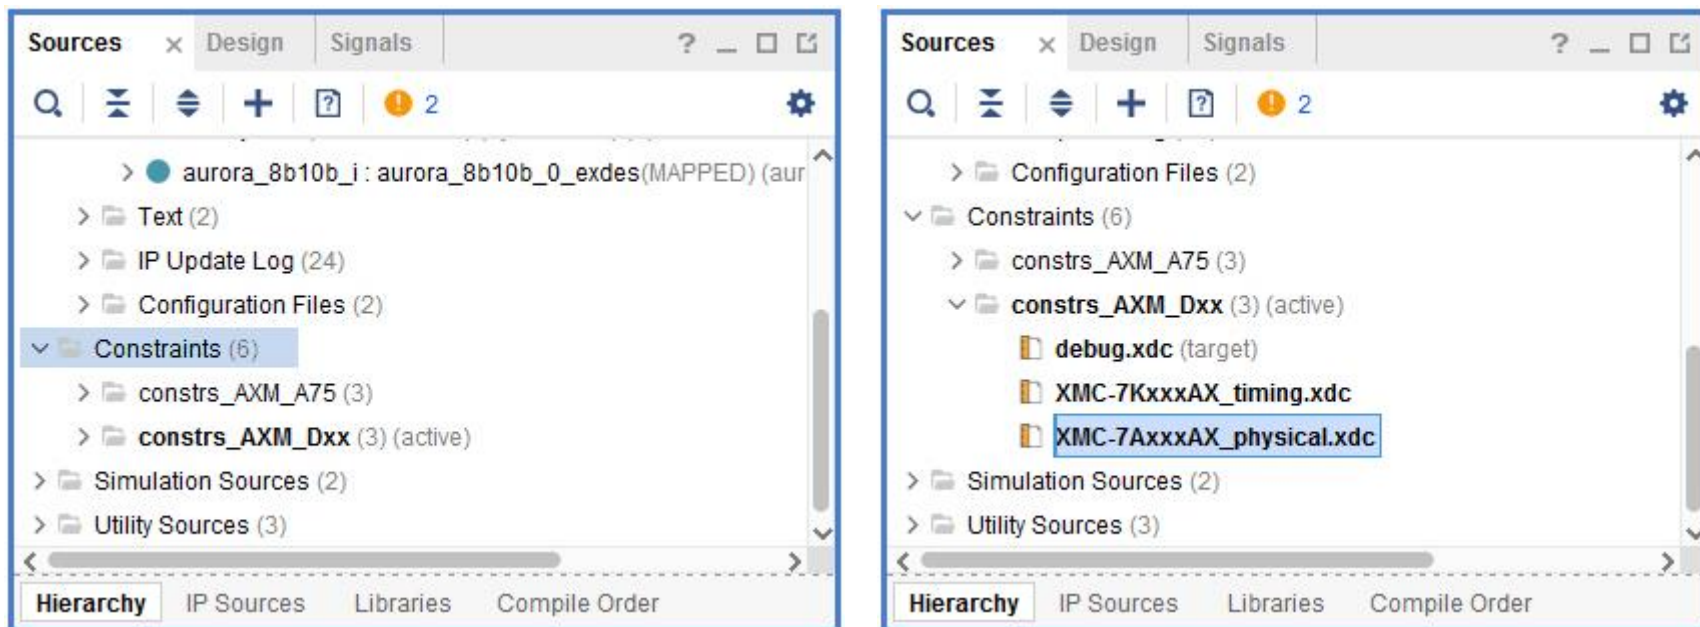 Sources × Design Signals ?
2
aurora_8b10b_i : aurora_8b10b_0_exdes(MAPPED) (aur
Text (2)
IP Update Log (24)
Configuration Files (2)
Constraints (6)
constrs_AXM_A75 (3)
constrs_AXM_Dxx (3) (active)
Simulation Sources (2)
Utility Sources (3)
Hierarchy IP Sources Libraries Compile Order
Sources × Design Signals ?
2
Configuration Files (2)
Constraints (6)
constrs_AXM_A75 (3)
constrs_AXM_Dxx (3) (active)
debug.xdc (target)
XMC-7KxxxAX_timing.xdc
XMC-7AxxxAX_physical.xdc
Simulation Sources (2)
Utility Sources (3)
Hierarchy IP Sources Libraries Compile Order